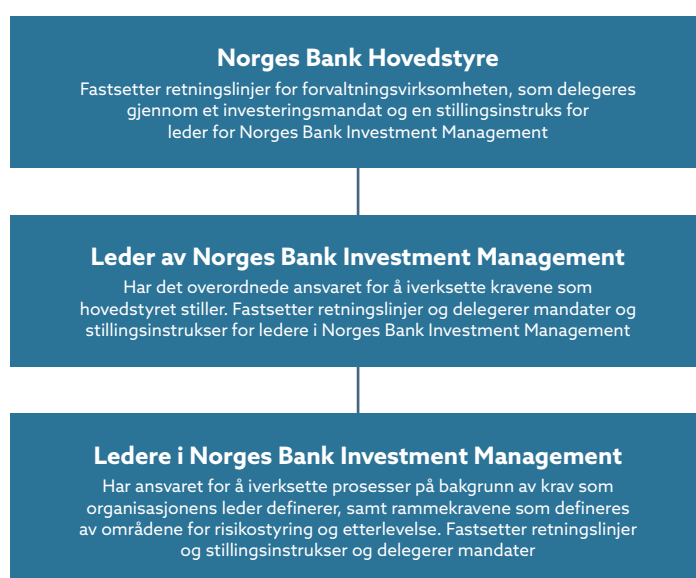 Norges Bank Hovedstyre
Fastsetter retningslinjer for forvaltningsvirksomheten, som delegeres
gjennom et investeringsmandat og en stillingsinstruks for
leder for Norges Bank Investment Management
Leder av Norges Bank Investment Management
Har det overordnede ansvaret for å iverksette kravene som
hovedstyret stiller. Fastsetter retningslinjer og delegerer mandater og
stillingsinstrukser for ledere i Norges Bank Investment Management
Ledere i Norges Bank Investment Management
Har ansvaret for å iverksette prosesser på bakgrunn av krav som
organisasjonens leder definerer, samt rammekravene som defineres
av områdene for risikostyring og etterlevelse. Fastsetter retningslinjer
og stillingsinstrukser og delegerer mandater